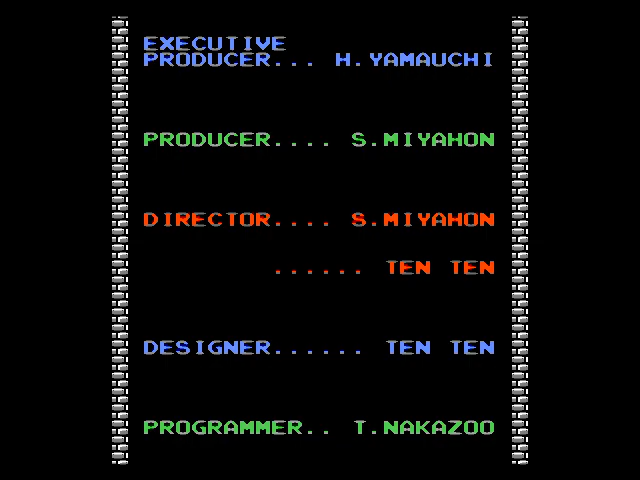 EXECUTIVE
PRODUCER... H.YAMAUCHI
PRODUCER.... S.MIYAHON
DIRECTOR.... S.MIYAHON
...... TEN TEN
DESIGNER...... TEN TEN
PROGRAMMER.. T.NAKAZOO